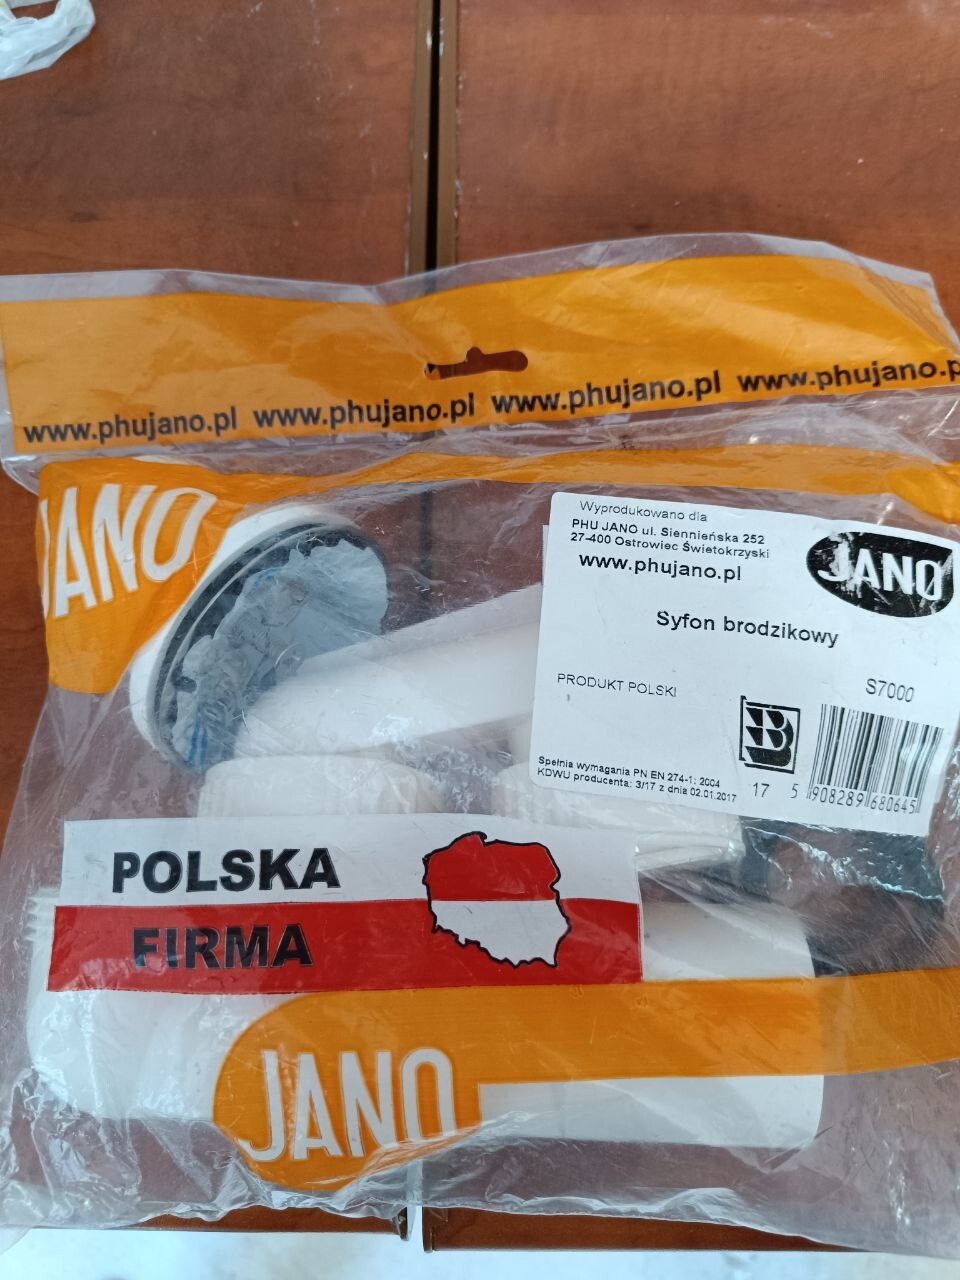 www.phujano.pl www.phujano.pl www.phujano.pl www.phujano.p
JANO
Wyprodukowano dla
PHU JANO ul. Siennieńska 252
27-400 Ostrowiec Świetokrzyski
www.phujano.pl
JANO
Syfon brodzikowy
PRODUKT POLSKI
S7000
B
Spełnia wymagania PN EN 274-1: 2004
KDWU producenta: 3/17 z dnia 02.01.2017
17
5 908289 680645
POLSKA
FIRMA
JANO